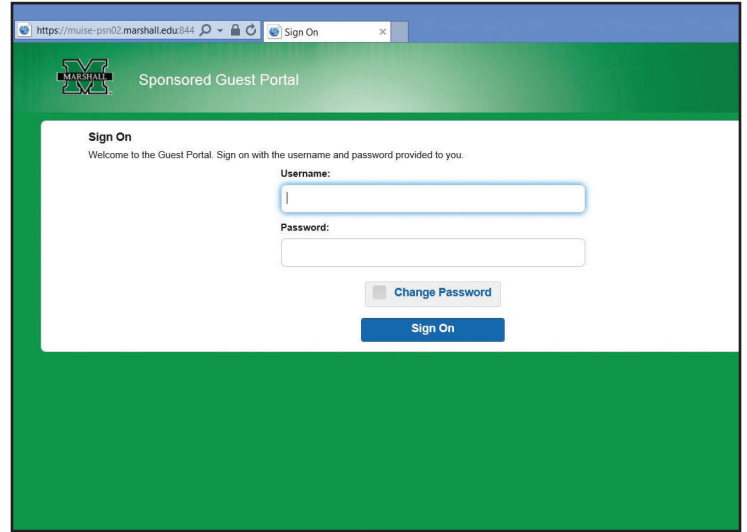 https://muise-psn02.marshall.edu:844
Sign On
MARSHALL
Sponsored Guest Portal
Sign On
Welcome to the Guest Portal. Sign on with the username and password provided to you.
Username:
Password:
Change Password
Sign On